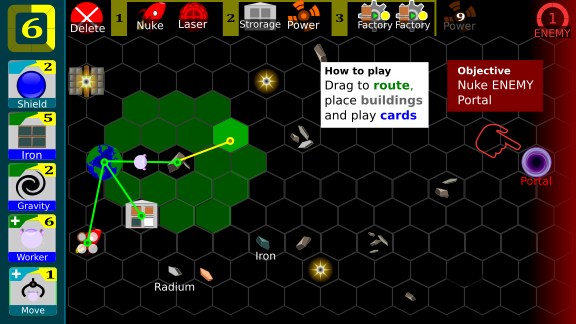 6
Delete
1
Nuke
Laser
2
Strorage
Power
3
Factory
Factory
9
Power
1
ENEMY
2
Shield
5
Iron
2
Gravity
+
6
Worker
+
1
Move
How to play
Drag to route,
place buildings
and play cards
Objective
Nuke ENEMY
Portal
Portal
Iron
Radium